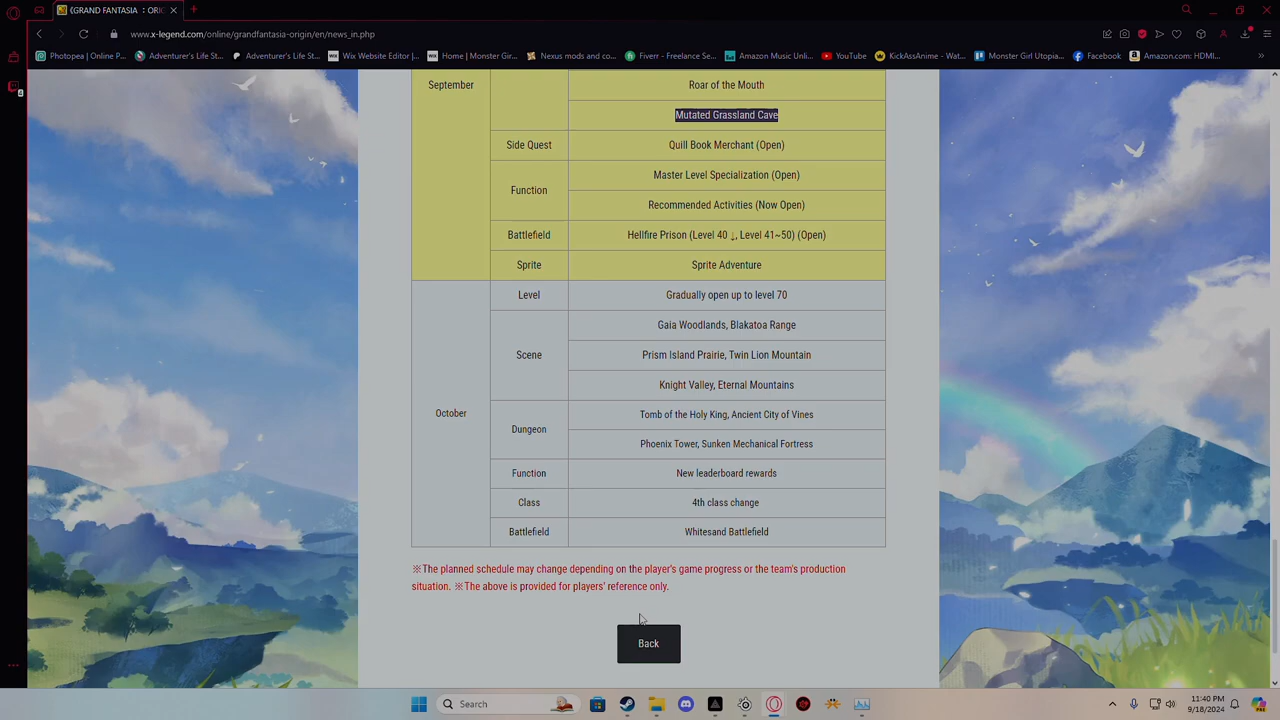 《GRAND FANTASIA : ORIG
www.x-legend.com/online/grandfantasia-origin/en/news_in.php
Photopea | Online P...
Adventurer's Life St...
Adventurer's Life St...
Wix Website Editor |...
Home | Monster Gir...
Nexus mods and co...
Fiverr - Freelance Se...
Amazon Music Unli...
YouTube
KickAssAnime - Wat...
Monster Girl Utopia...
Facebook
Amazon.com: HDMI...
September
Roar of the Mouth
Mutated Grassland Cave
Side Quest
Quill Book Merchant (Open)
Function
Master Level Specialization (Open)
Recommended Activities (Now Open)
Battlefield
Hellfire Prison (Level 40 ↓, Level 41~50) (Open)
Sprite
Sprite Adventure
October
Level
Gradually open up to level 70
Scene
Gaia Woodlands, Blakatoa Range
Prism Island Prairie, Twin Lion Mountain
Knight Valley, Eternal Mountains
Dungeon
Tomb of the Holy King, Ancient City of Vines
Phoenix Tower, Sunken Mechanical Fortress
Function
New leaderboard rewards
Class
4th class change
Battlefield
Whitesand Battlefield
※The planned schedule may change depending on the player's game progress or the team's production
situation. ※The above is provided for players' reference only.
Back
Search
11:40 PM
9/18/2024